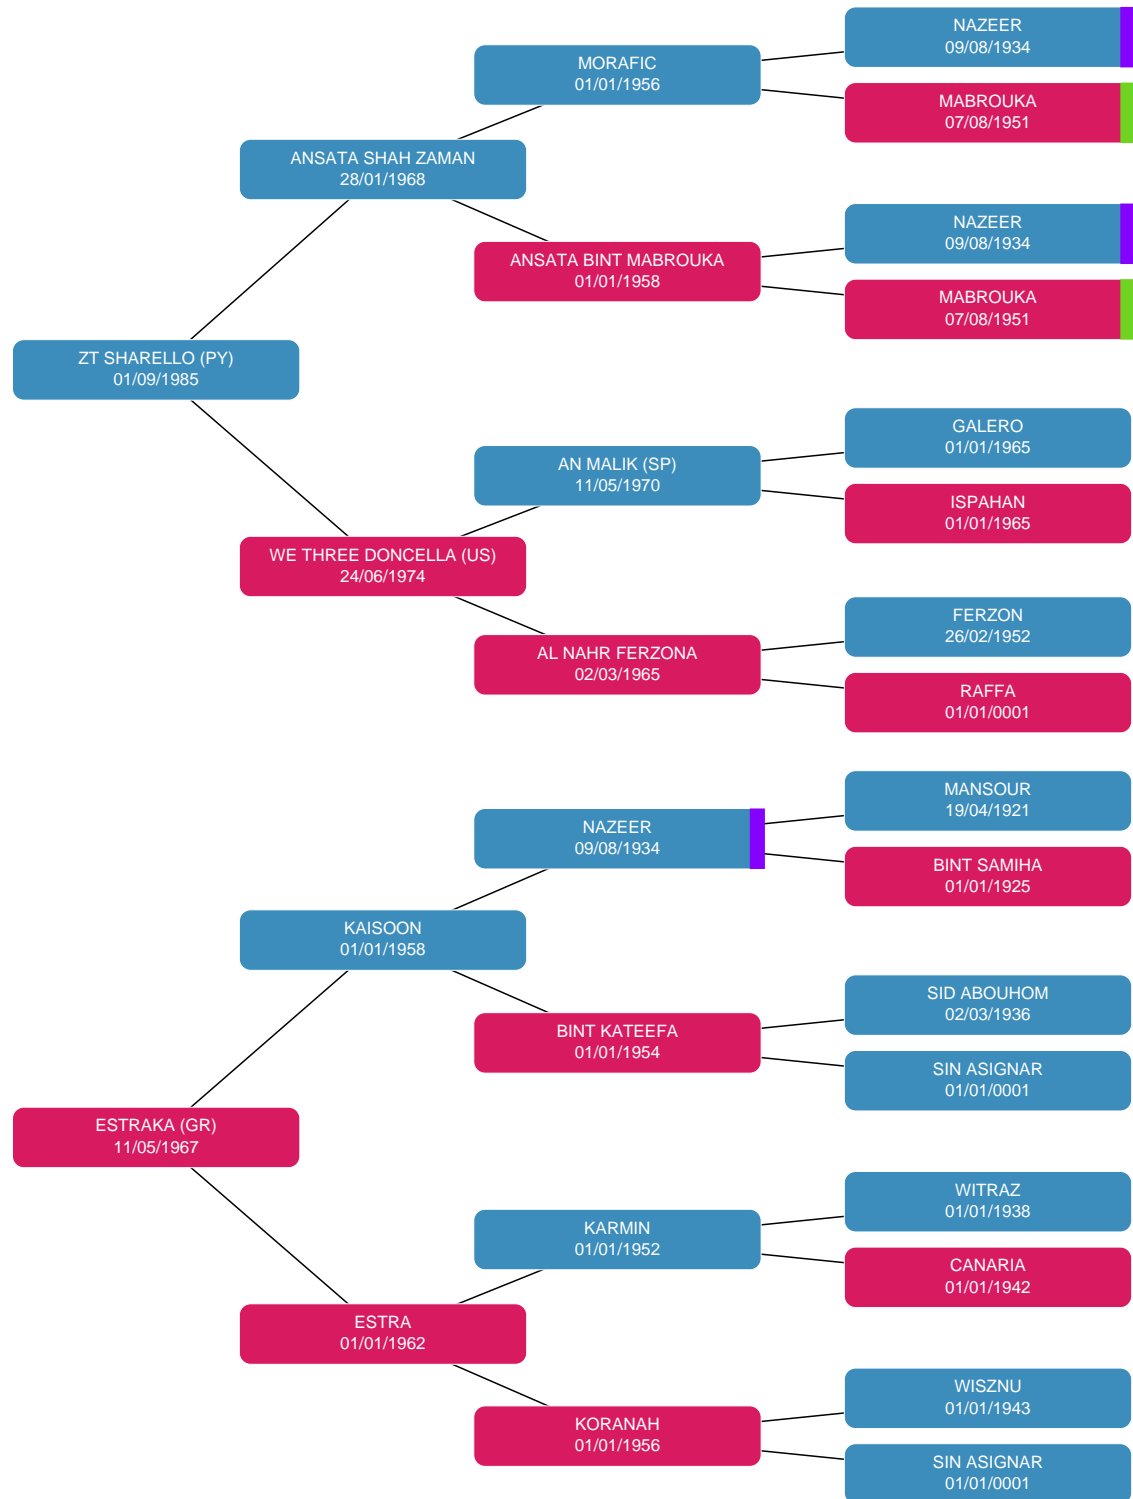 NAZEER
09/08/1934
MORAFIC
01/01/1956
MABROUKA
07/08/1951
ANSATA SHAH ZAMAN
28/01/1968
NAZEER
09/08/1934
ANSATA BINT MABROUKA
01/01/1958
MABROUKA
07/08/1951
ZT SHARELLO (PY)
01/09/1985
GALERO
01/01/1965
AN MALIK (SP)
11/05/1970
ISPAHAN
01/01/1965
WE THREE DONCELLA (US)
24/06/1974
FERZON
26/02/1952
AL NAHR FERZONA
02/03/1965
RAFFA
01/01/0001
MANSOUR
19/04/1921
NAZEER
09/08/1934
BINT SAMIHA
01/01/1925
KAISOON
01/01/1958
SID ABOUHOM
02/03/1936
BINT KATEEFA
01/01/1954
SIN ASIGNAR
01/01/0001
ESTRAKA (GR)
11/05/1967
WITRAZ
01/01/1938
KARMIN
01/01/1952
CANARIA
01/01/1942
ESTRA
01/01/1962
WISZNU
01/01/1943
KORANAH
01/01/1956
SIN ASIGNAR
01/01/0001